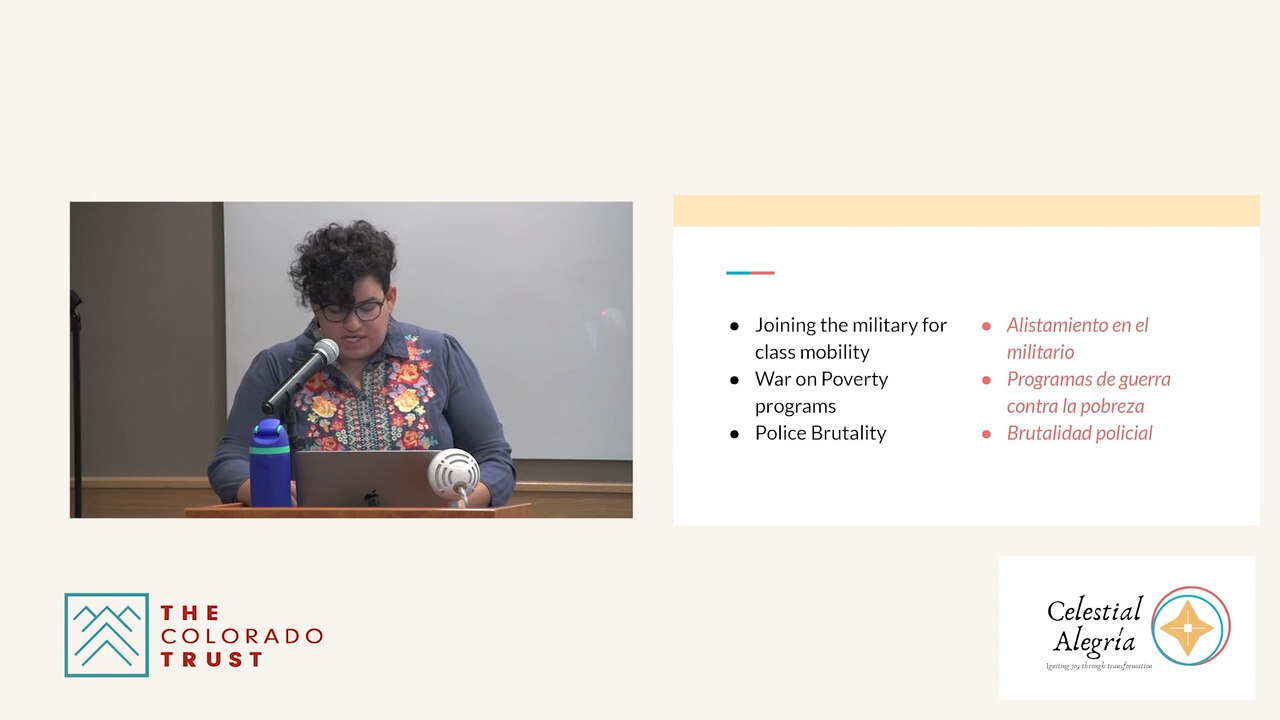 Joining the military for
class mobility
War on Poverty
programs
Police Brutality
Alistamiento en el
militario
Programas de guerra
contra la pobreza
Brutalidad policial
THE
COLORADO
TRUST
Celestial
Alegría
Igniting joy through transformation